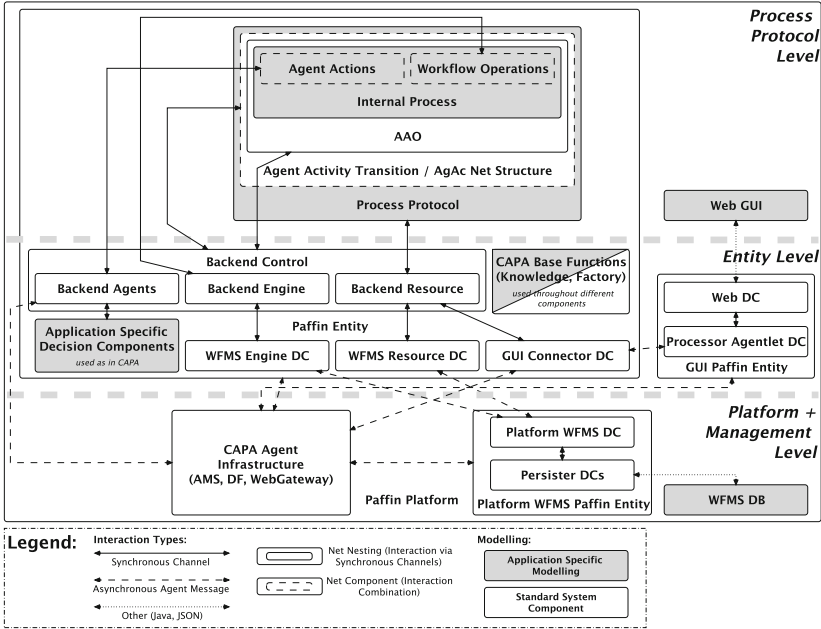 Process
Protocol
Level
Agent Actions
Workflow Operations
Internal Process
AAO
Agent Activity Transition / AgAc Net Structure
Process Protocol
Web GUI
Entity Level
Backend Control
CAPA Base Functions
(Knowledge, Factory)
used throughout different
components
Backend Agents
Backend Engine
Backend Resource
Web DC
Application Specific
Decision Components
used as in CAPA
Paffin Entity
WFMS Engine DC
WFMS Resource DC
GUI Connector DC
Processor Agentlet DC
GUI Paffin Entity
Platform +
Management
Level
CAPA Agent
Infrastructure
(AMS, DF, WebGateway)
Platform WFMS DC
Persister DCs
Paffin Platform
Platform WFMS Paffin Entity
WFMS DB
Legend:
Interaction Types:
Synchronous Channel
Asynchronous Agent Message
Other (Java, JSON)
Net Nesting (Interaction via
Synchronous Channels)
Net Component (Interaction
Combination)
Modelling:
Application Specific
Modelling
Standard System
Component